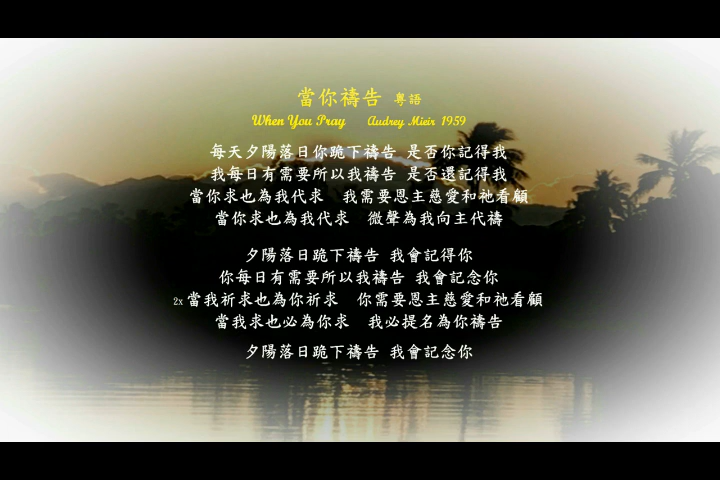 當你禱告 粵語
When You Pray Audrey Mieir 1959
每天夕陽落日你跪下禱告 是否你記得我
我每日有需要所以我禱告 是否還記得我
當你求也為我代求 我需要恩主慈愛和祂看顧
當你求也為我代求 微聲為我向主代禱
夕陽落日跪下禱告 我會記得你
你每日有需要所以我禱告 我會記念你
2x 當我祈求也為你祈求 你需要恩主慈愛和祂看顧
當我求也必為你求 我必提名為你禱告
夕陽落日跪下禱告 我會記念你